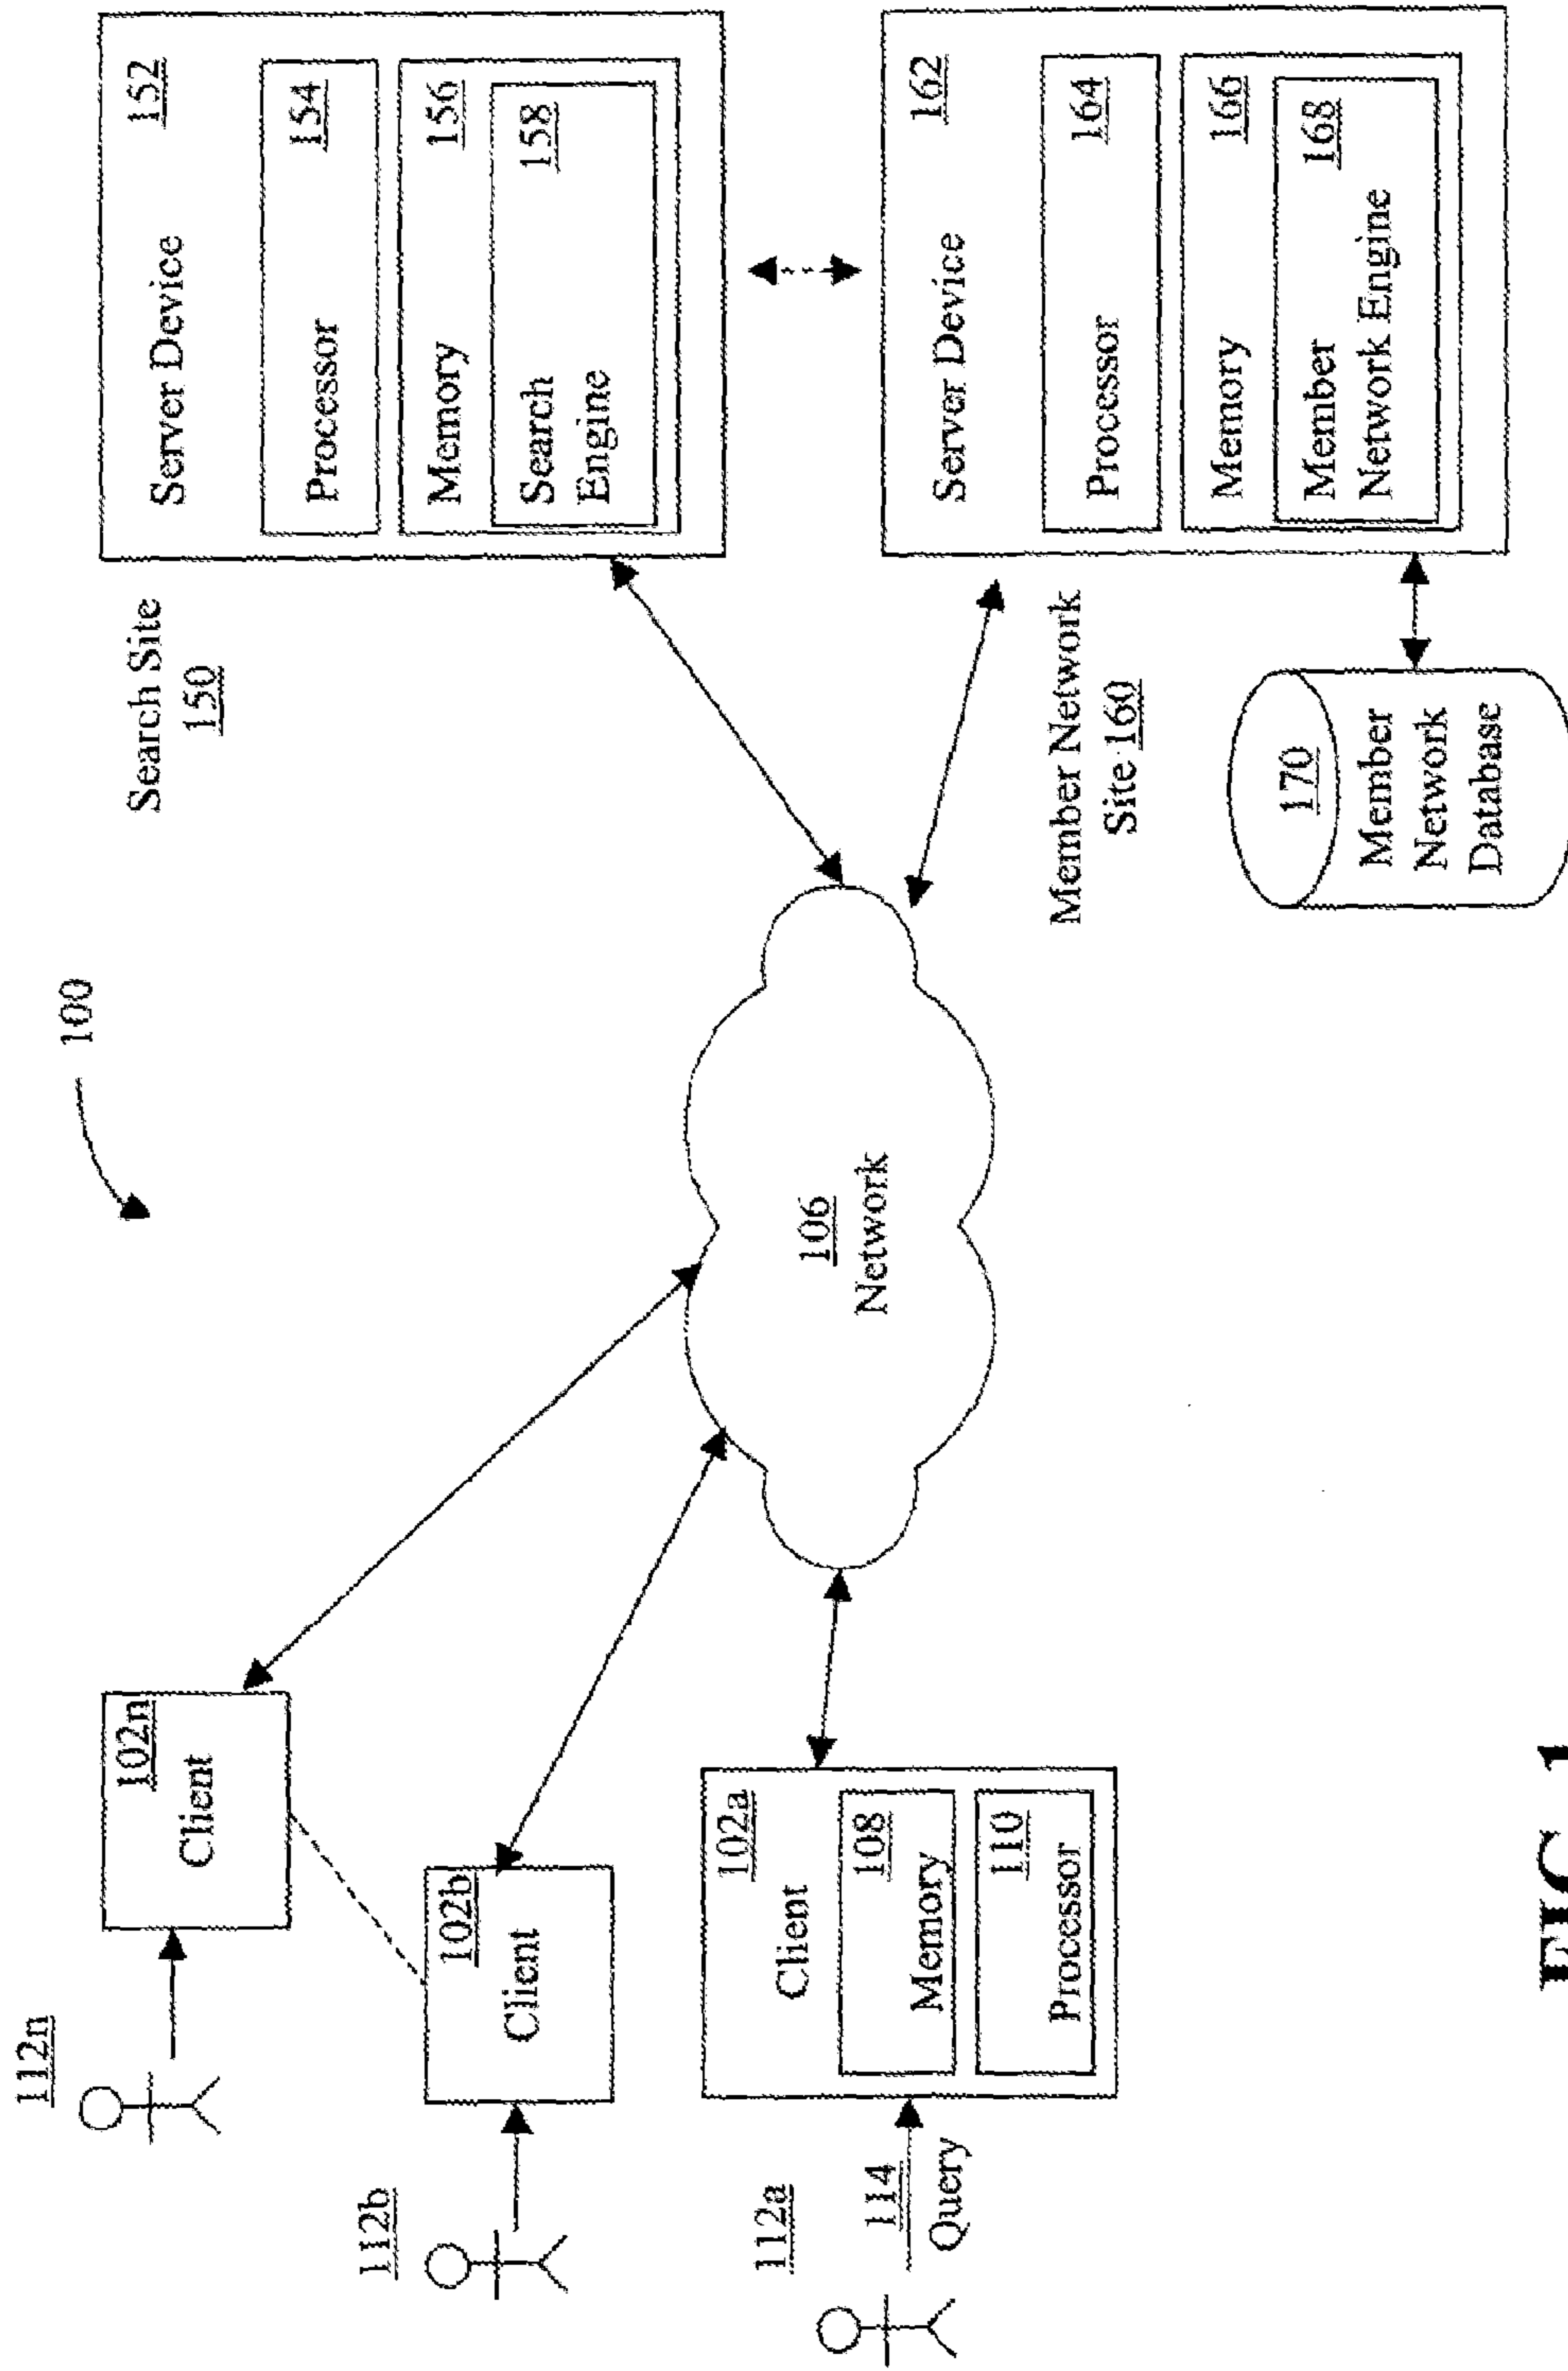 100
112n
102n
Client
112b
102b
Client
112a
114
Query
102a
Client
108
Memory
110
Processor
106
Network
Search Site
150
Server Device 152
Processor 154
Memory 156
Search 158
Engine
Member Network
Site 160
Server Device 162
Processor 164
Memory 166
Member 168
Network Engine
170
Member
Network
Database
FIG. 1